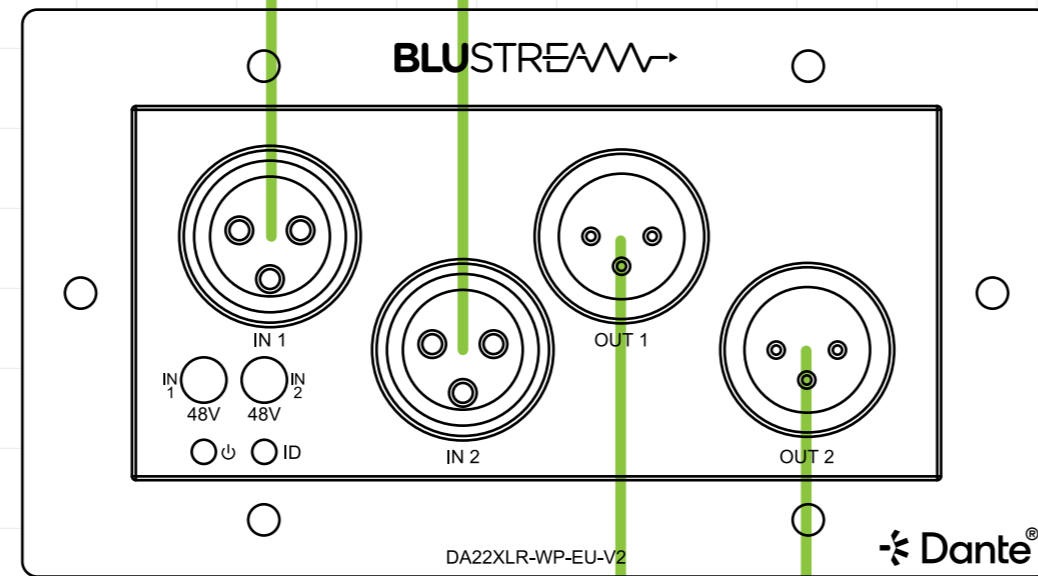 BLUSTREAM
IN 1
OUT 1
IN 1
IN 2
48V
48V
ID
IN 2
OUT 2
DA22XLR-WP-EU-V2
Dante®